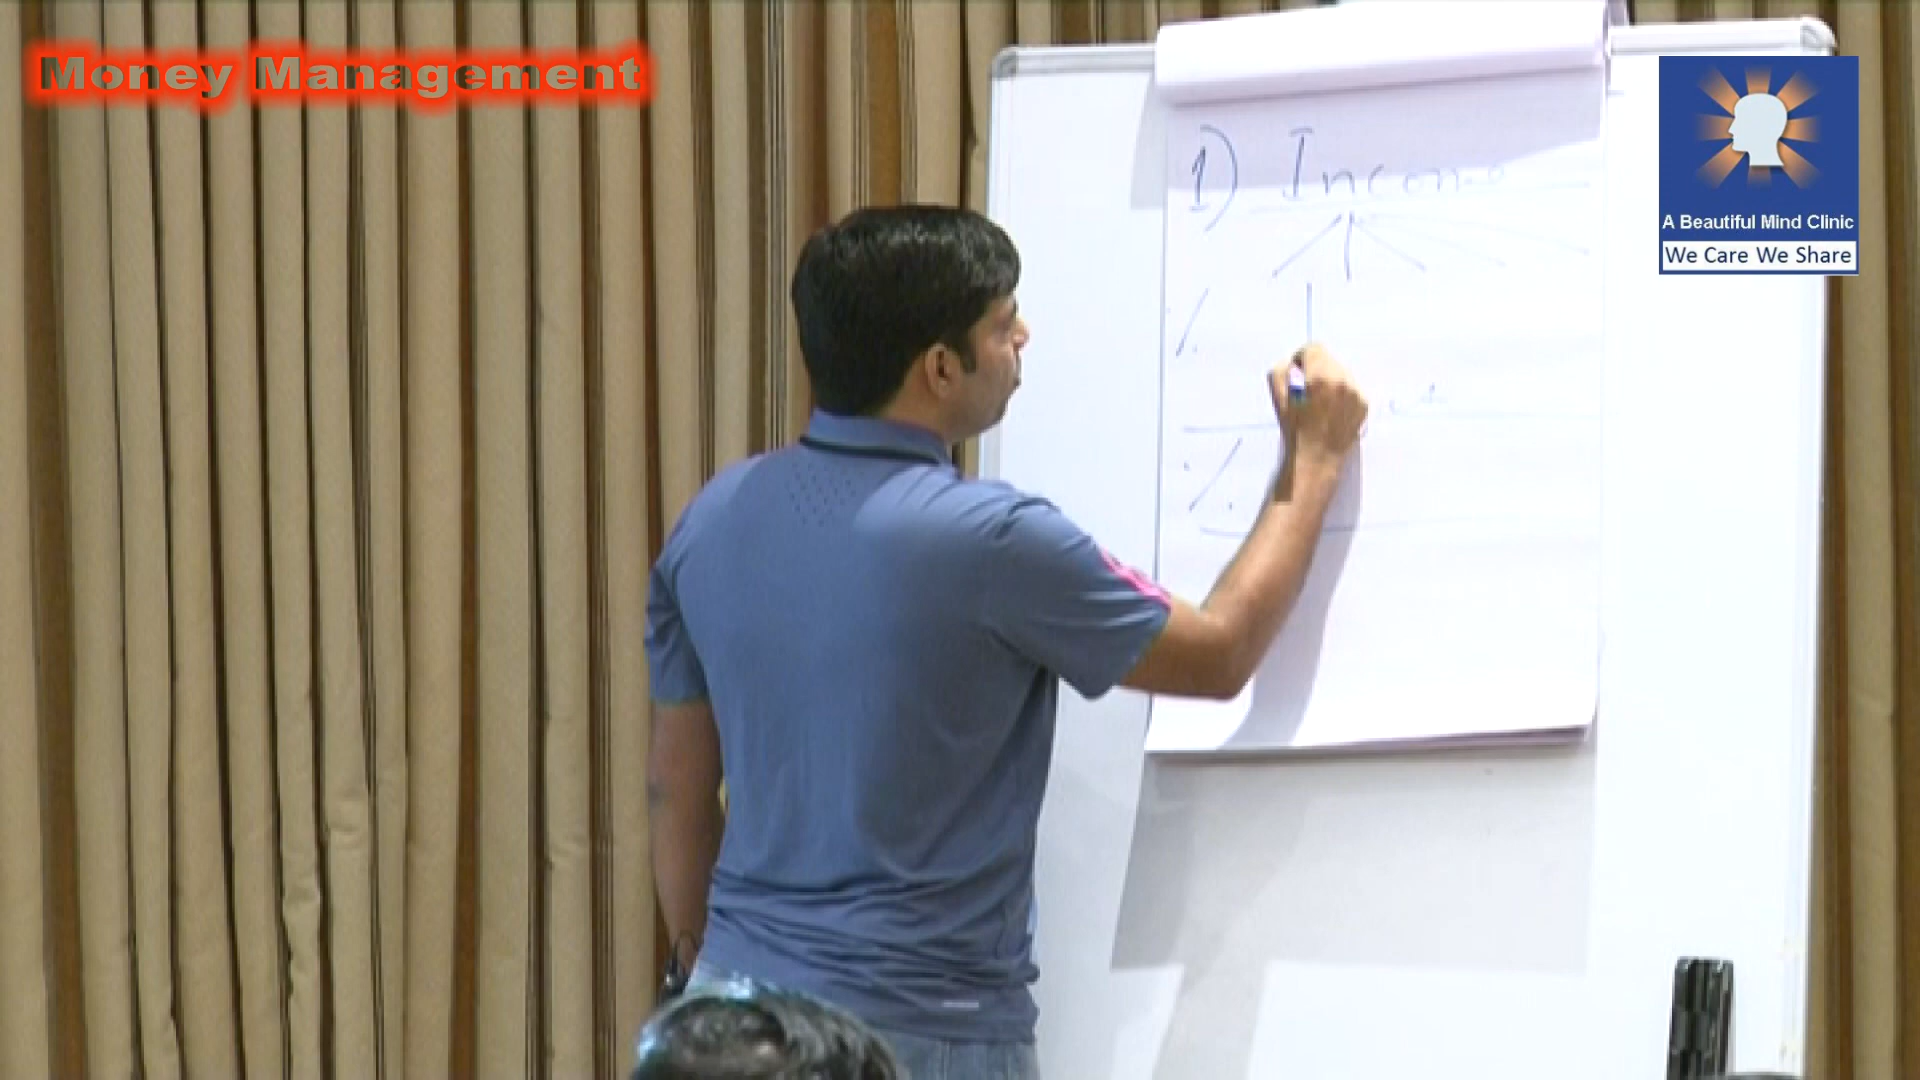 Money Management
1) Income
%
%
A Beautiful Mind Clinic
We Care We Share